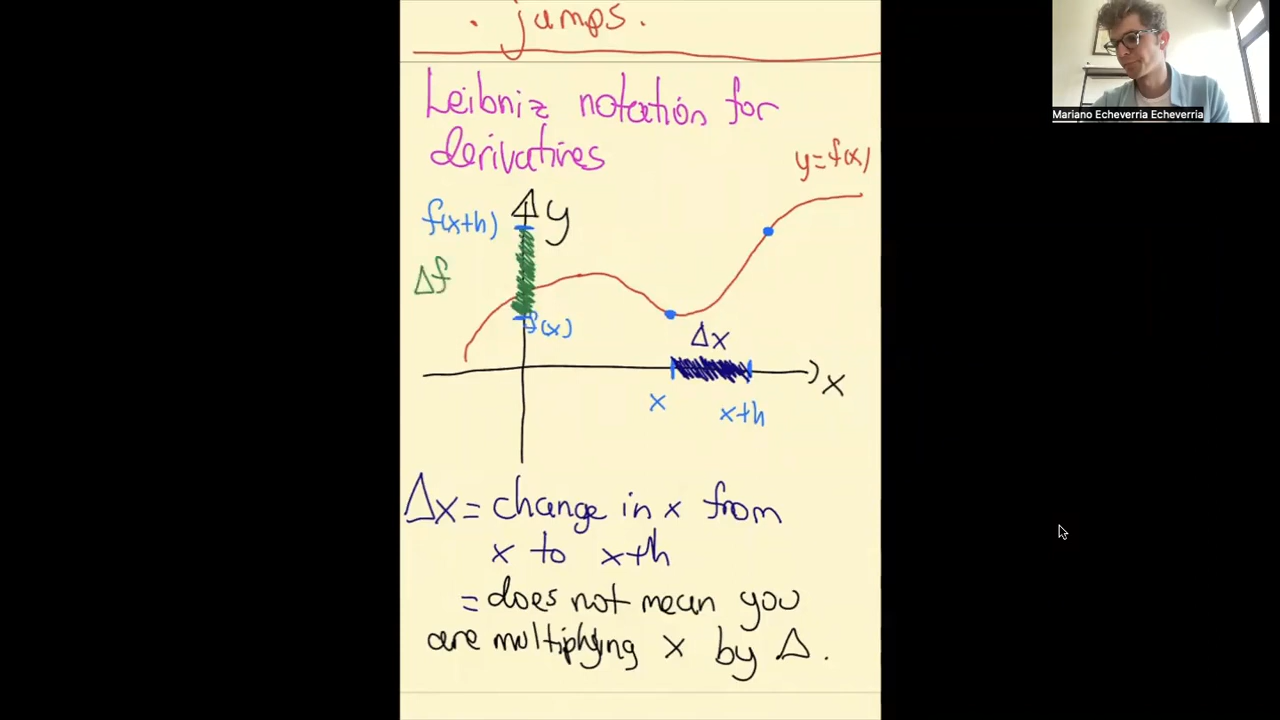 . jumps.
Mariano Echeverria Echeverria
Leibniz notation for
derivatives
y=f(x)
f(x+h)
y
Δf
f(x)
Δx
x
x
x+h
Δx = change in x from
x to x+h
= does not mean you
are multiplying x by Δ.